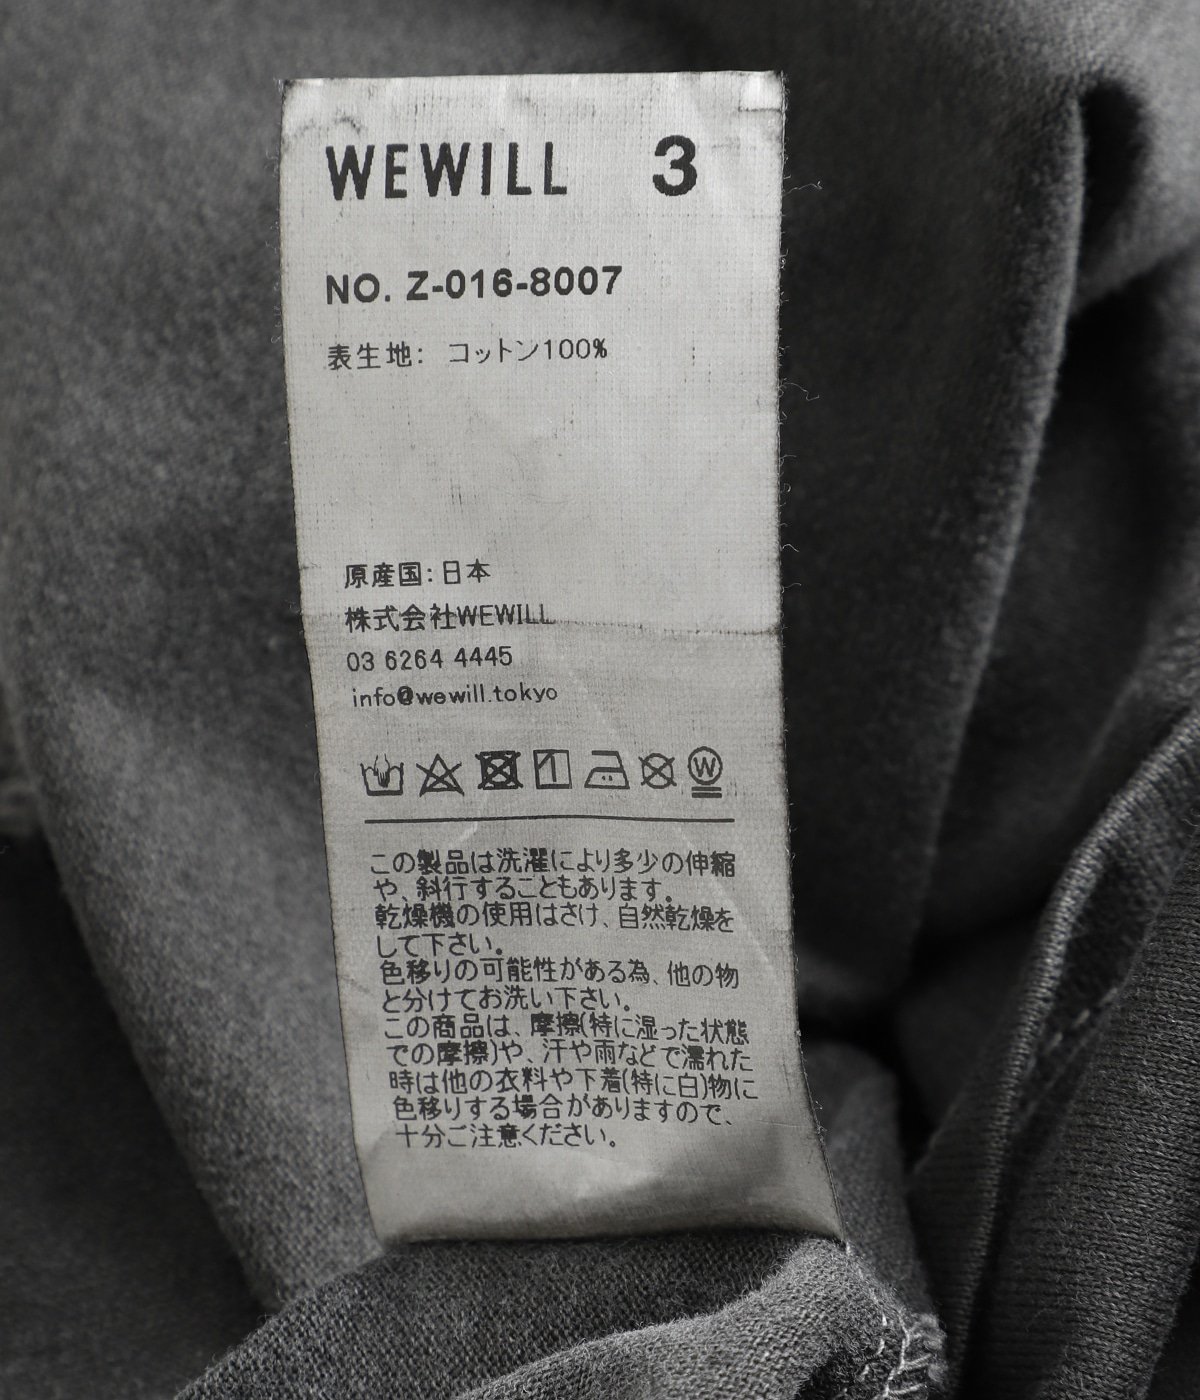 WEWILL 3
NO. Z-016-8007
表生地: コットン100%
原産国:日本
株式会社WEWILL
03 6264 4445
info@wewill.tokyo
W
この製品は洗濯により多少の伸縮
や、斜行することもあります。
乾燥機の使用はさけ、自然乾燥を
して下さい。
色移りの可能性がある為、他の物
と分けてお洗い下さい。
この商品は、摩擦(特に湿った状態
での摩擦)や、汗や雨などで濡れた
時は他の衣料や下着(特に白)物に
色移りする場合がありますので、
十分ご注意ください。